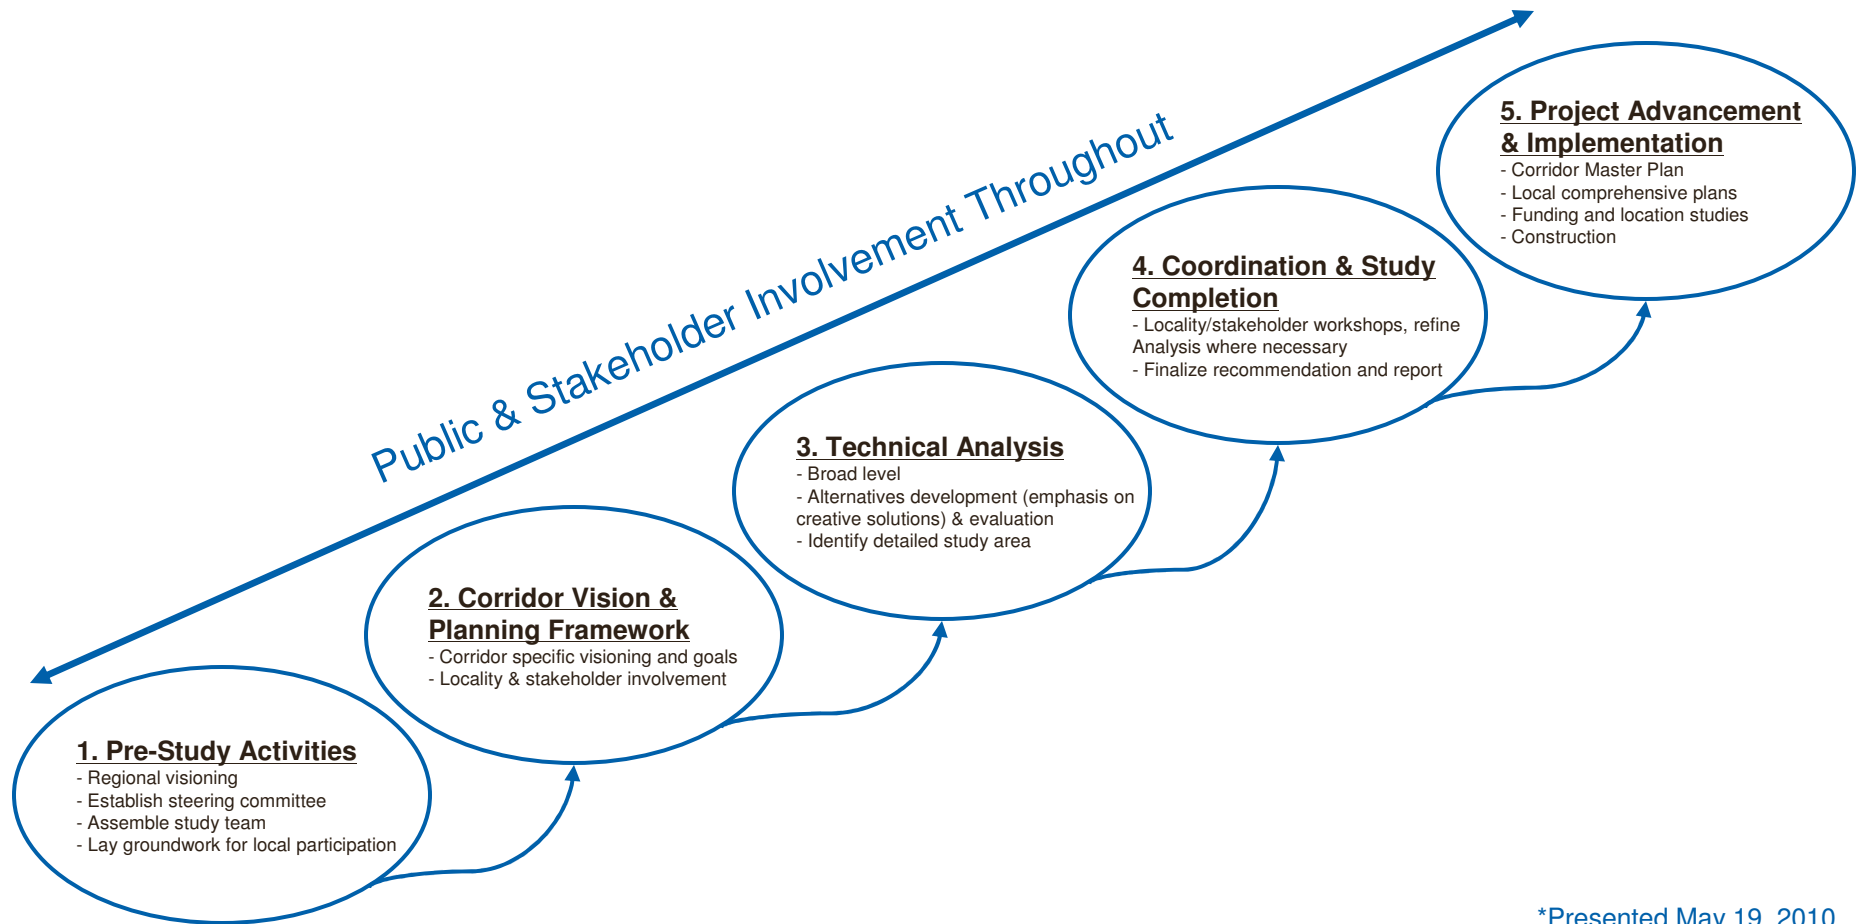 Public & Stakeholder Involvement Throughout
1. Pre-Study Activities
- Regional visioning
- Establish steering committee
- Assemble study team
- Lay groundwork for local participation
2. Corridor Vision &
Planning Framework
- Corridor specific visioning and goals
- Locality & stakeholder involvement
3. Technical Analysis
- Broad level
- Alternatives development (emphasis on
creative solutions) & evaluation
- Identify detailed study area
4. Coordination & Study
Completion
- Locality/stakeholder workshops, refine
Analysis where necessary
- Finalize recommendation and report
5. Project Advancement
& Implementation
- Corridor Master Plan
- Local comprehensive plans
- Funding and location studies
- Construction
*Presented May 19, 2010